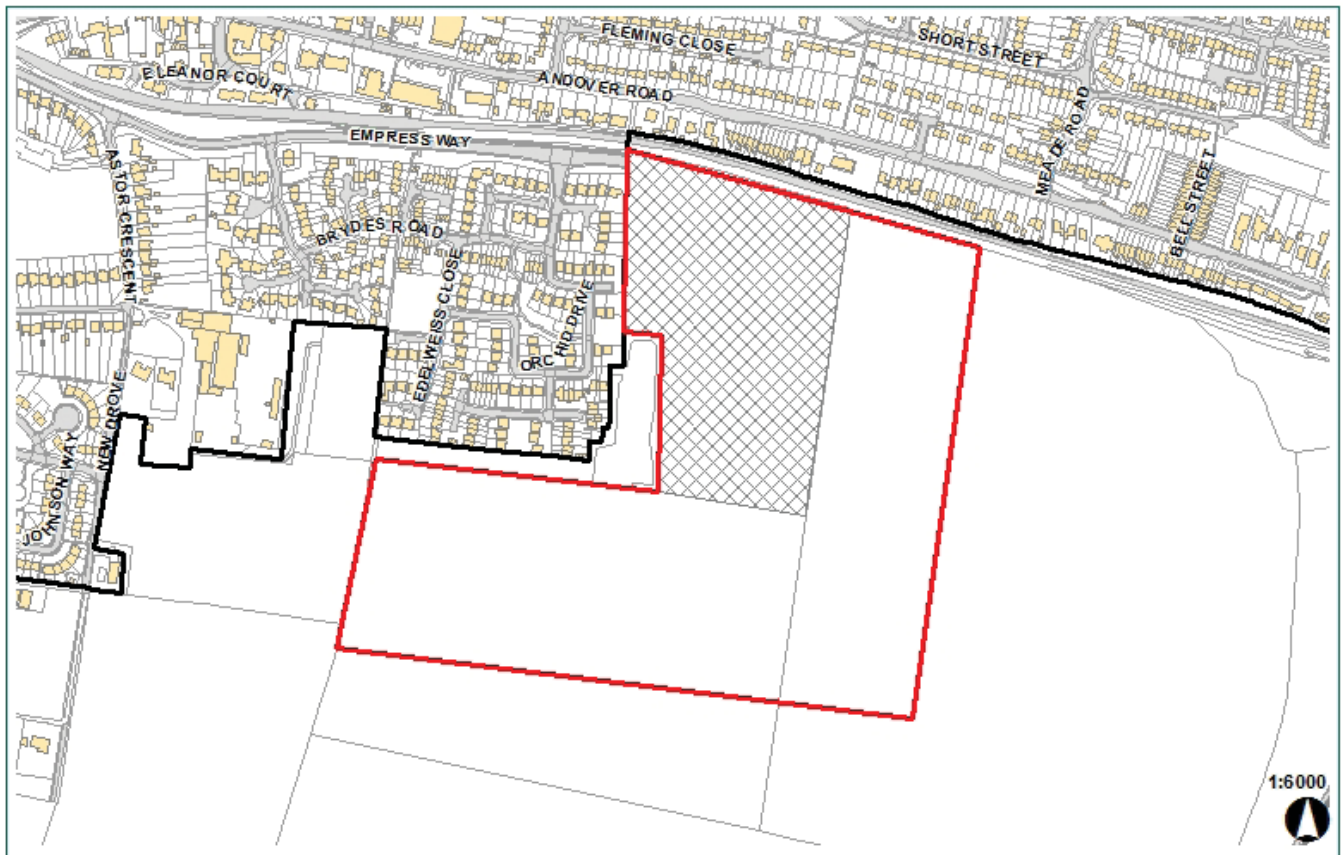 FLEMING CLOSE
SHORT STREET
ELEANOR COURT
ANDOVER ROAD
EMPRESS WAY
MEADE ROAD
ASTOR CRESCENT
BELL STREET
BRYDES ROAD
EDELWEISS CLOSE
ORCHID DRIVE
NEW DROVE
JOHNSON WAY
1:6000